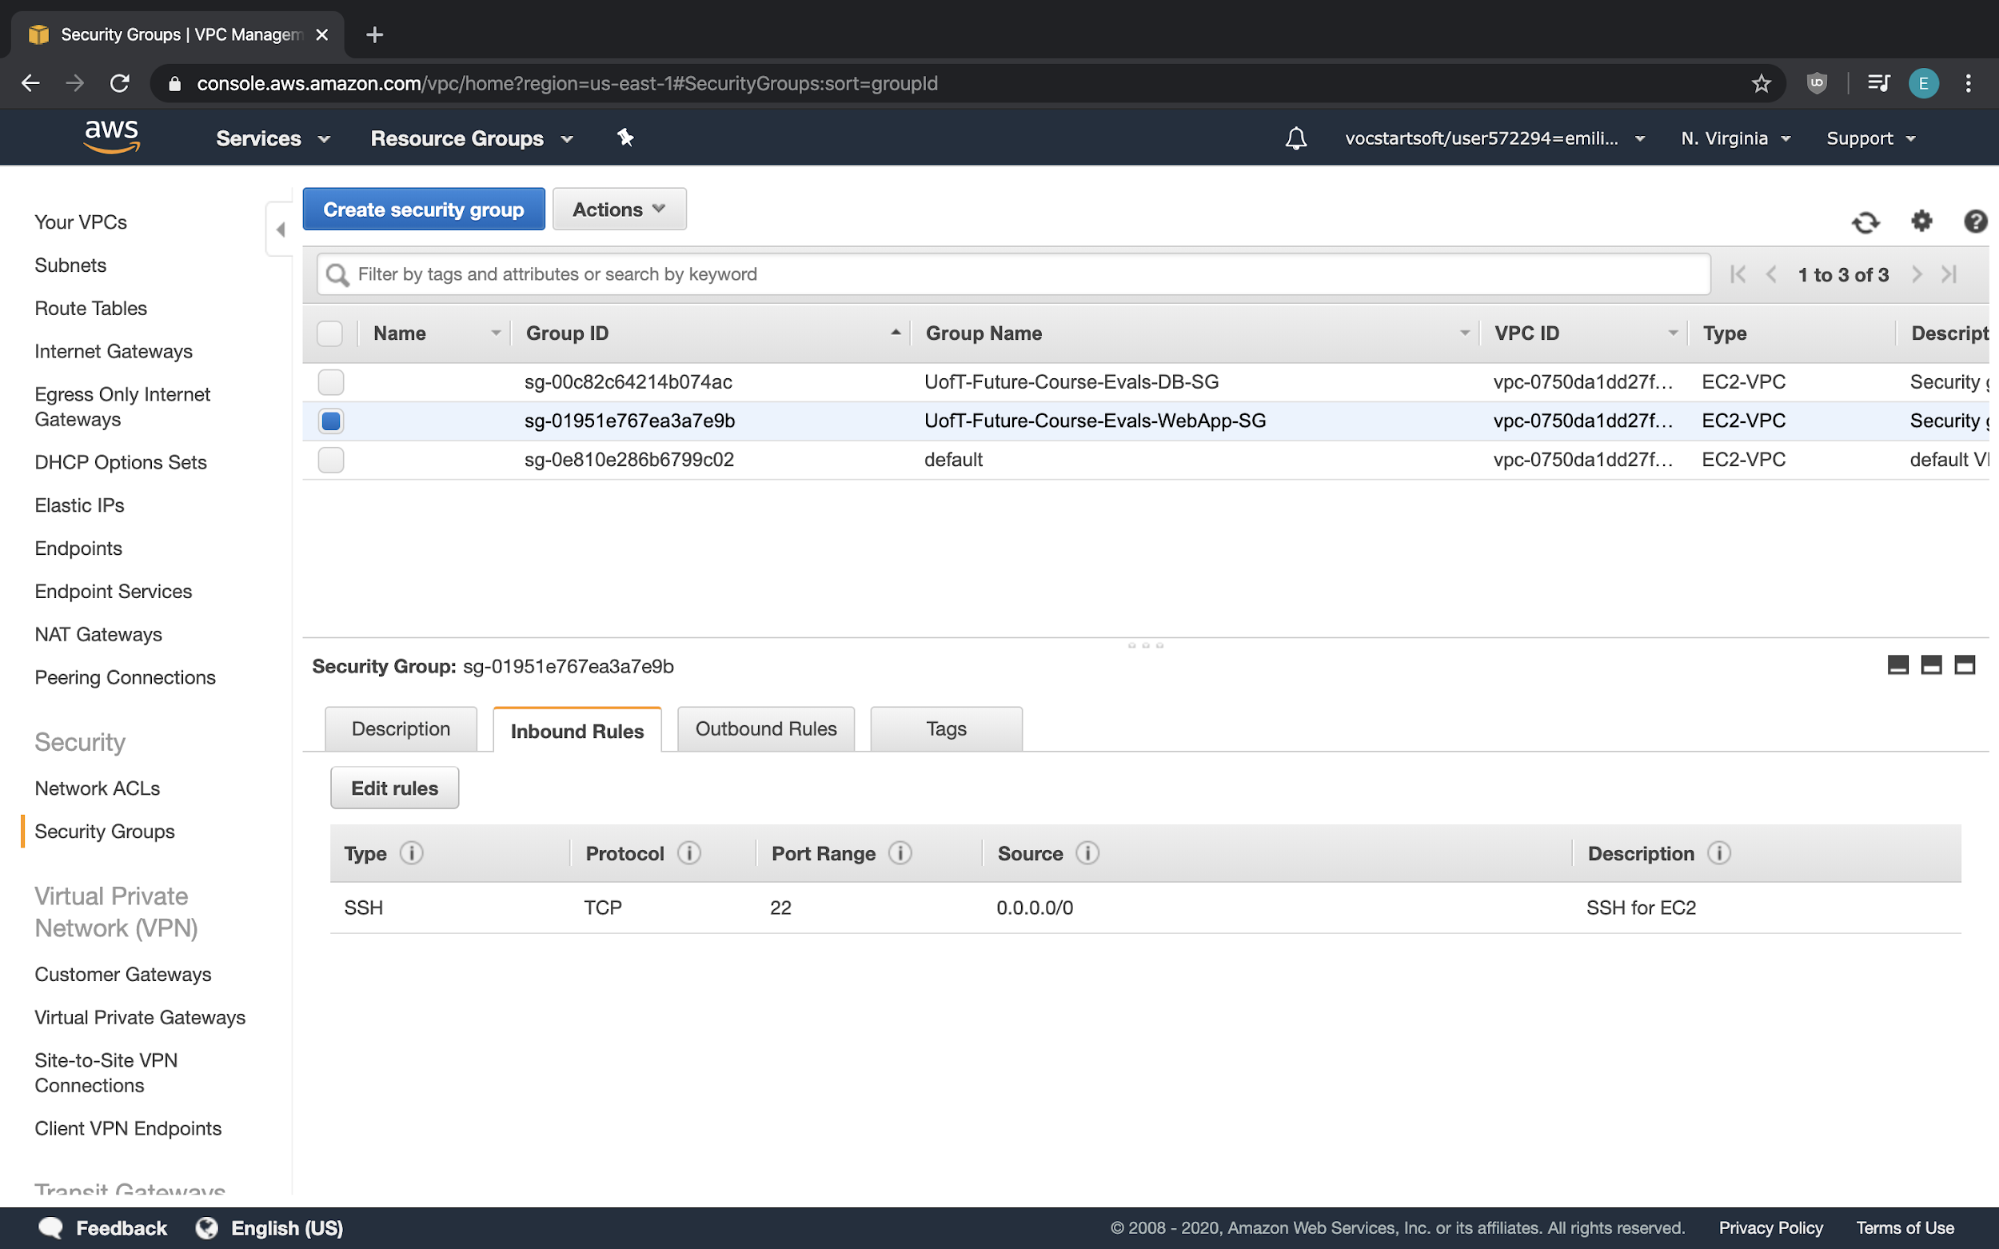 Security Groups | VPC Managem
console.aws.amazon.com/vpc/home?region=us-east-1#SecurityGroups:sort=groupId
E
aws
Services
Resource Groups
vocstartsoft/user572294=emili...
N. Virginia
Support
Your VPCs
Subnets
Route Tables
Internet Gateways
Egress Only Internet
Gateways
DHCP Options Sets
Elastic IPs
Endpoints
Endpoint Services
NAT Gateways
Peering Connections
Security
Network ACLs
Security Groups
Virtual Private
Network (VPN)
Customer Gateways
Virtual Private Gateways
Site-to-Site VPN
Connections
Client VPN Endpoints
Transit Gateways
Create security group
Actions
Filter by tags and attributes or search by keyword
1 to 3 of 3
Name Group ID Group Name VPC ID Type Descript
sg-00c82c64214b074ac UofT-Future-Course-Evals-DB-SG vpc-0750da1dd27f... EC2-VPC Security g
sg-01951e767ea3a7e9b UofT-Future-Course-Evals-WebApp-SG vpc-0750da1dd27f... EC2-VPC Security g
sg-0e810e286b6799c02 default vpc-0750da1dd27f... EC2-VPC default VI
Security Group: sg-01951e767ea3a7e9b
Description
Inbound Rules
Outbound Rules
Tags
Edit rules
Type Protocol Port Range Source Description
SSH TCP 22 0.0.0.0/0 SSH for EC2
Feedback
English (US)
© 2008 - 2020, Amazon Web Services, Inc. or its affiliates. All rights reserved.
Privacy Policy
Terms of Use